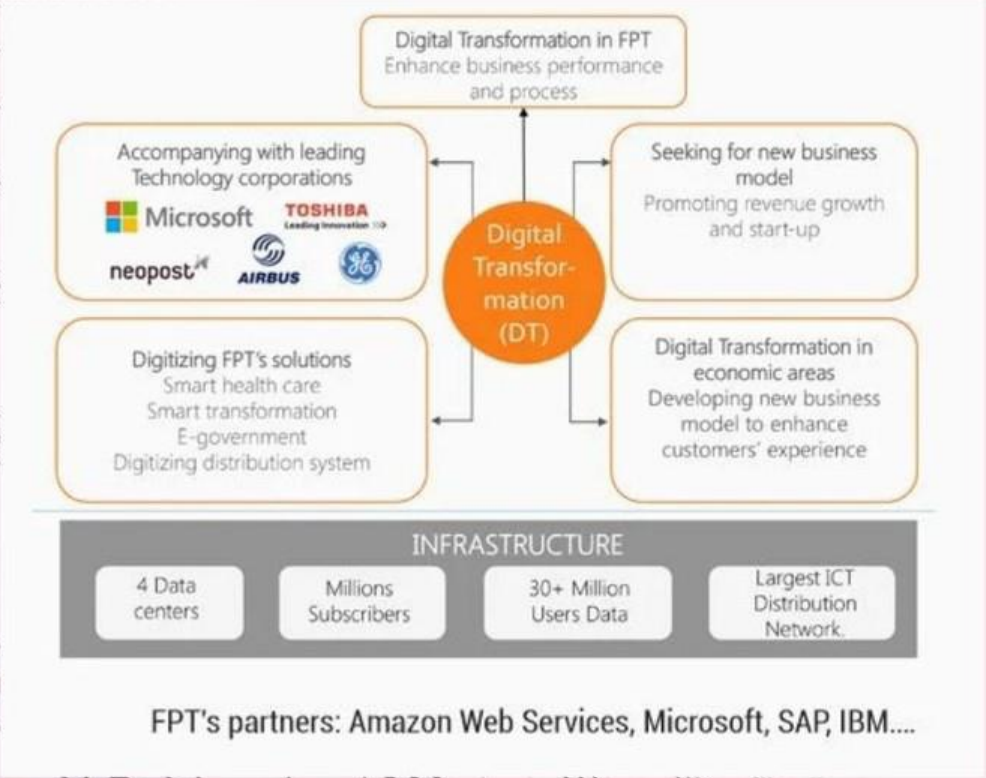 Digital Transformation in FPT
Enhance business performance
and process
Accompanying with leading
Technology corporations
Microsoft
TOSHIBA
Leading Innovation >>>
neopost
AIRBUS
GE
Digital
Transfor-
mation
(DT)
Seeking for new business
model
Promoting revenue growth
and start-up
Digitizing FPT's solutions
Smart health care
Smart transformation
E-government
Digitizing distribution system
Digital Transformation in
economic areas
Developing new business
model to enhance
customers' experience
INFRASTRUCTURE
4 Data
centers
Millions
Subscribers
30+ Million
Users Data
Largest ICT
Distribution
Network.
FPT's partners: Amazon Web Services, Microsoft, SAP, IBM....